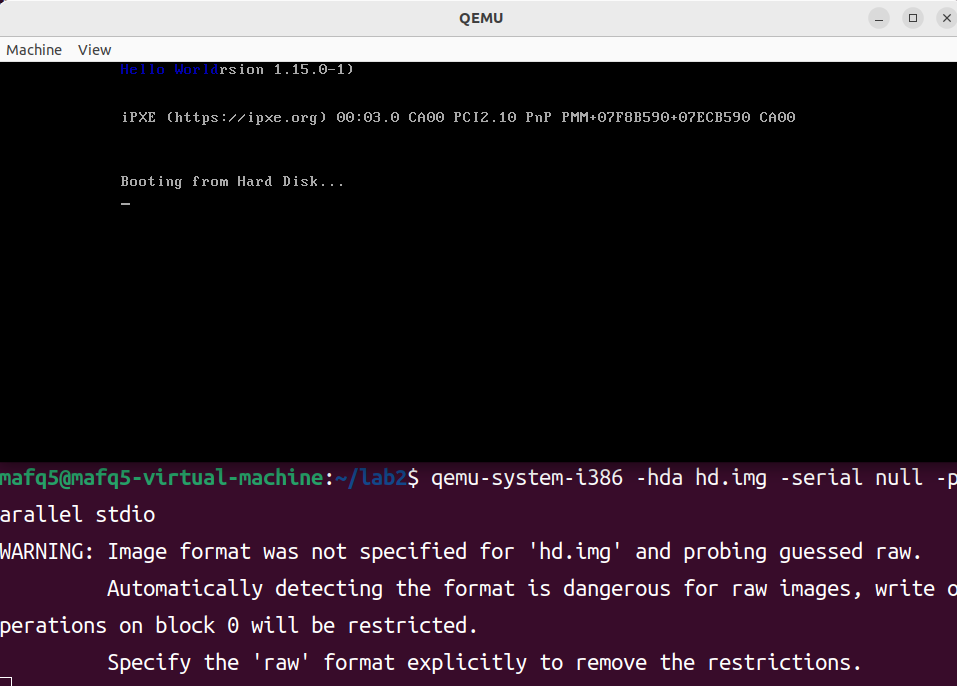 QEMU
Machine View
Hello Worldrsion 1.15.0-1)
iPXE (https://ipxe.org) 00:03.0 CA00 PCI2.10 PnP PMM+07F8B590+07ECB590 CA00
Booting from Hard Disk...
mafq5@mafq5-virtual-machine:~/lab2$ qemu-system-i386 -hda hd.img -serial null -p
arallel stdio
WARNING: Image format was not specified for 'hd.img' and probing guessed raw.
Automatically detecting the format is dangerous for raw images, write o
perations on block 0 will be restricted.
Specify the 'raw' format explicitly to remove the restrictions.